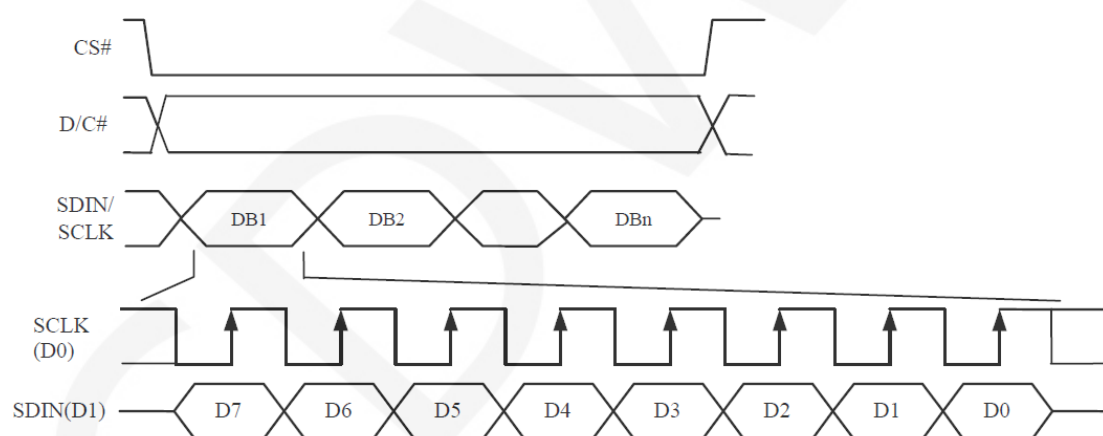 CS#
D/C#
SDIN/
SCLK
DB1 DB2 DBn
SCLK
(D0)
SDIN(D1) D7 D6 D5 D4 D3 D2 D1 D0